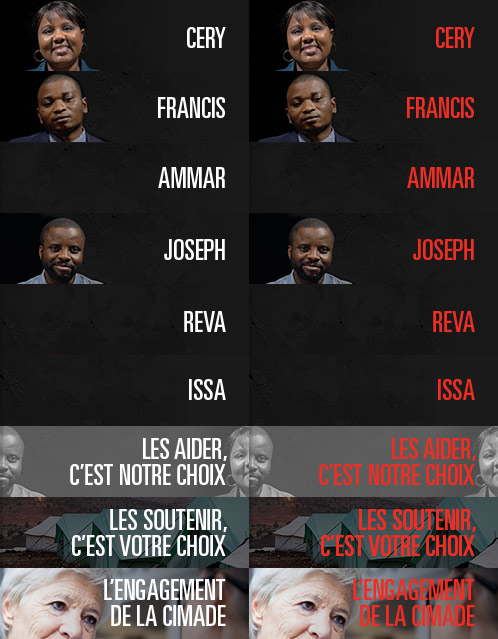 CERY
CERY
FRANCIS
FRANCIS
AMMAR
AMMAR
JOSEPH
JOSEPH
REVA
REVA
ISSA
ISSA
LES AIDER,
C'EST NOTRE CHOIX
LES AIDER,
C'EST NOTRE CHOIX
LES SOUTENIR,
C'EST VOTRE CHOIX
LES SOUTENIR,
C'EST VOTRE CHOIX
L'ENGAGEMENT
DE LA CIMADE
L'ENGAGEMENT
DE LA CIMADE